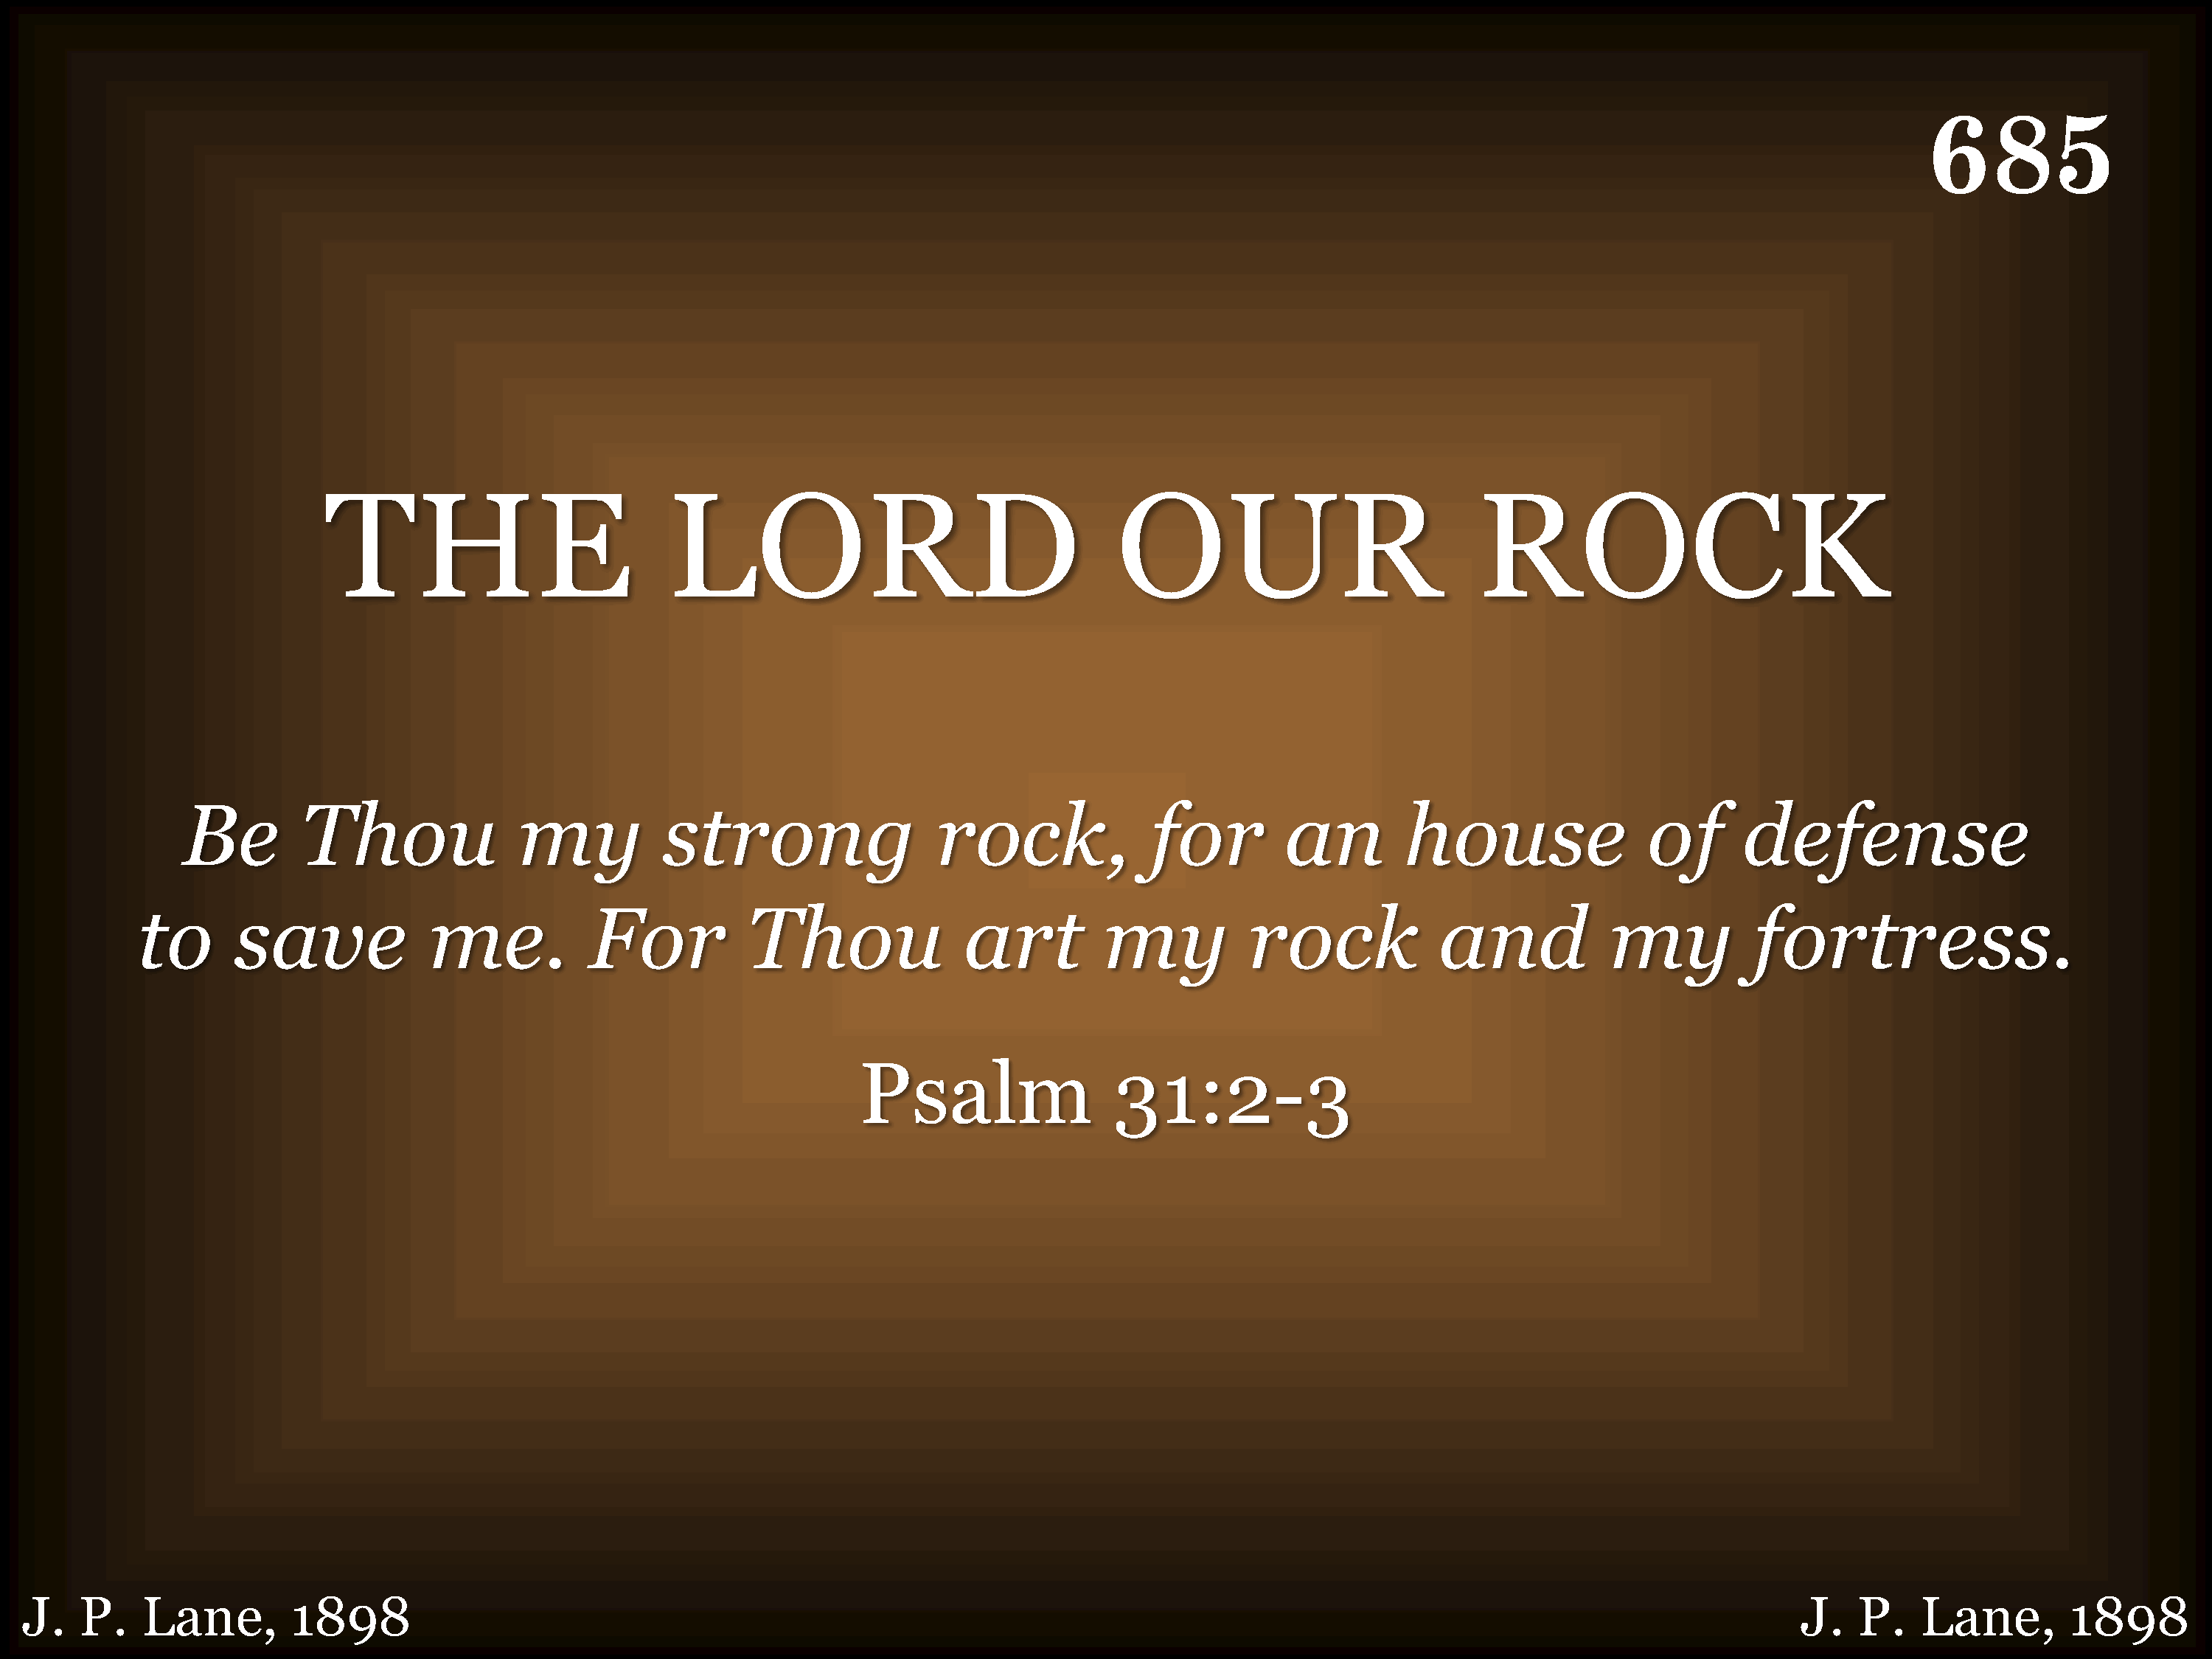 685
THE LORD OUR ROCK
Be Thou my strong rock, for an house of defense
to save me. For Thou art my rock and my fortress.
Psalm 31:2-3
J. P. Lane, 1898
J. P. Lane, 1898